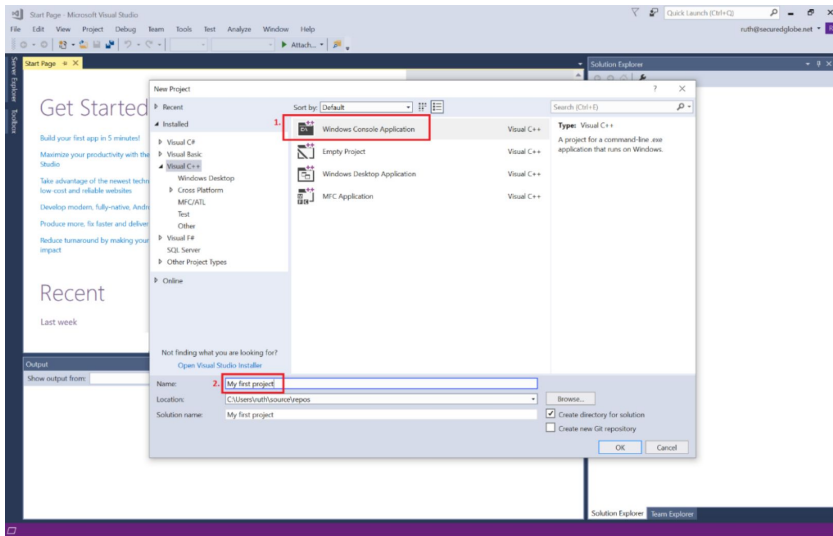 Start Page - Microsoft Visual Studio
Quick Launch (Ctrl+Q)
File Edit View Project Debug Team Tools Test Analyze Window Help
ruth@securedglobe.net
Attach...
Server Explorer
Toolbox
Start Page
Solution Explorer
Get Started
Build your first app in 5 minutes!
Maximize your productivity with the
Studio
Take advantage of the newest techn
low cost and reliable websites
Develop modern, fully-native, Andr
Produce more, fix faster and deliver
Reduce turnaround by making your
impact
Recent
Last week
Output
Show output from:
New Project
Recent
Installed
Visual C#
Visual Basic
Visual C++
Windows Desktop
Cross Platform
MFC/ATL
Test
Other
Visual F#
SQL Server
Other Project Types
Online
Not finding what you are looking for?
Open Visual Studio Installer
Sort by: Default
Search (Ctrl+E)
1. Windows Console Application Visual C++
Empty Project Visual C++
Windows Desktop Application Visual C++
MFC Application Visual C++
Type: Visual C++
A project for a command-line .exe
application that runs on Windows.
Name: 2. My first project
Location: C:\Users\ruth\source\repos
Browse...
Solution name: My first project
Create directory for solution
Create new Git repository
OK Cancel
Solution Explorer Team Explorer